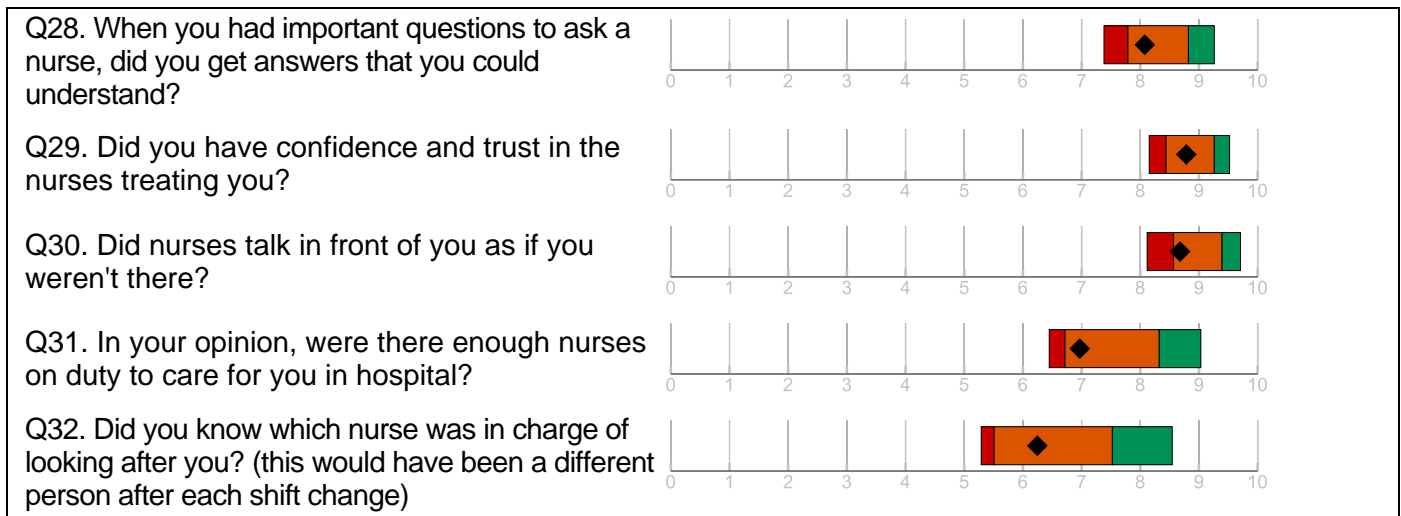 Q28. When you had important questions to ask a
nurse, did you get answers that you could
understand?
0 1 2 3 4 5 6 7 8 9 10
Q29. Did you have confidence and trust in the
nurses treating you?
0 1 2 3 4 5 6 7 8 9 10
Q30. Did nurses talk in front of you as if you
weren't there?
0 1 2 3 4 5 6 7 8 9 10
Q31. In your opinion, were there enough nurses
on duty to care for you in hospital?
0 1 2 3 4 5 6 7 8 9 10
Q32. Did you know which nurse was in charge of
looking after you? (this would have been a different
person after each shift change)
0 1 2 3 4 5 6 7 8 9 10